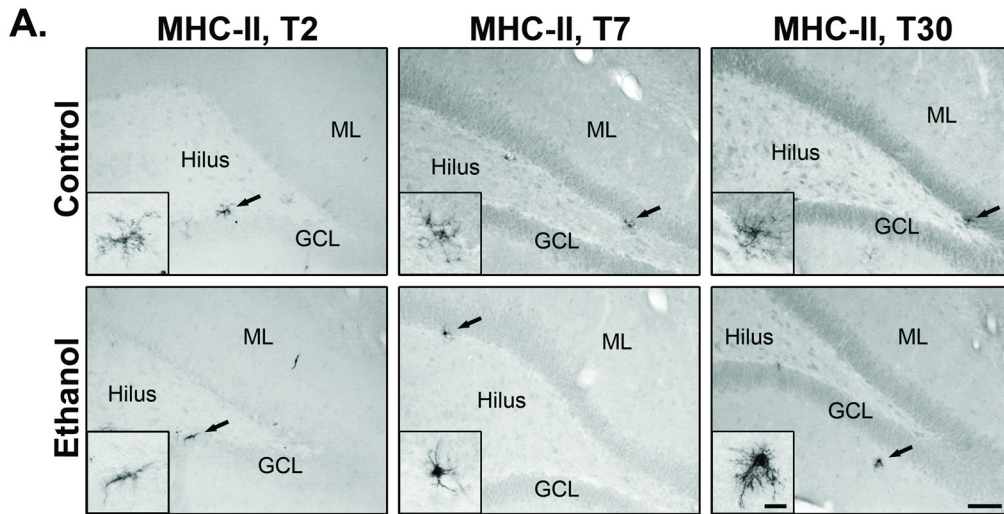 A.
MHC-II, T2
MHC-II, T7
MHC-II, T30
Control
ML
Hilus
GCL
ML
Hilus
GCL
ML
Hilus
GCL
Ethanol
ML
Hilus
GCL
ML
Hilus
GCL
ML
Hilus
GCL